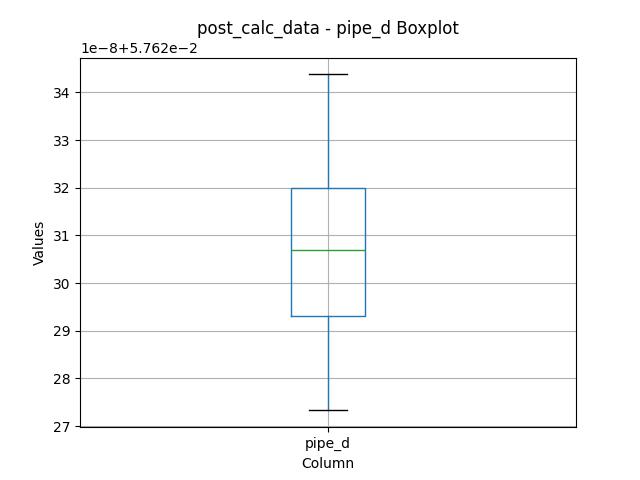 post_calc_data - pipe_d Boxplot
1e−8+5.762e−2
34
33
32
31
30
29
28
27
Values
pipe_d
Column